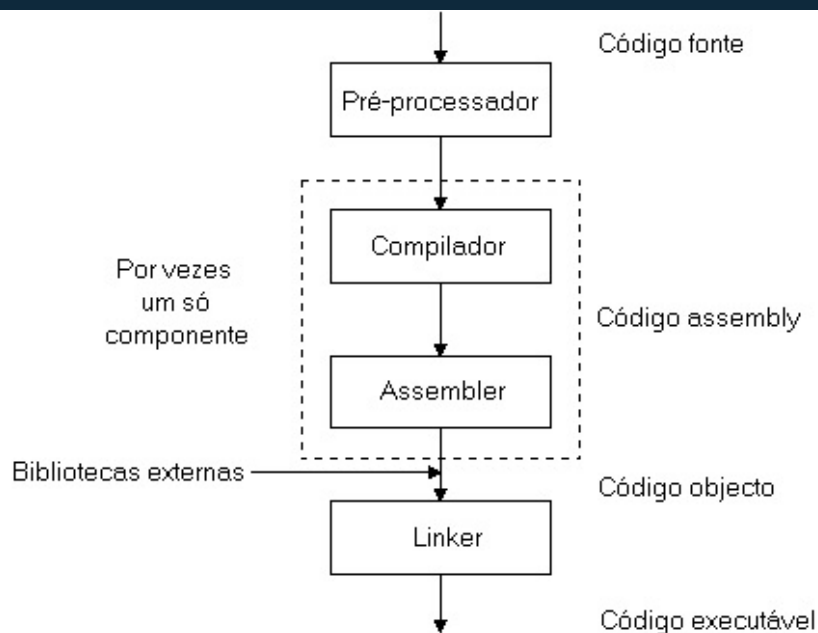 Código fonte
Pré-processador
Compilador
Por vezes
um só
componente
Código assembly
Assembler
Bibliotecas externas
Código objecto
Linker
Código executável